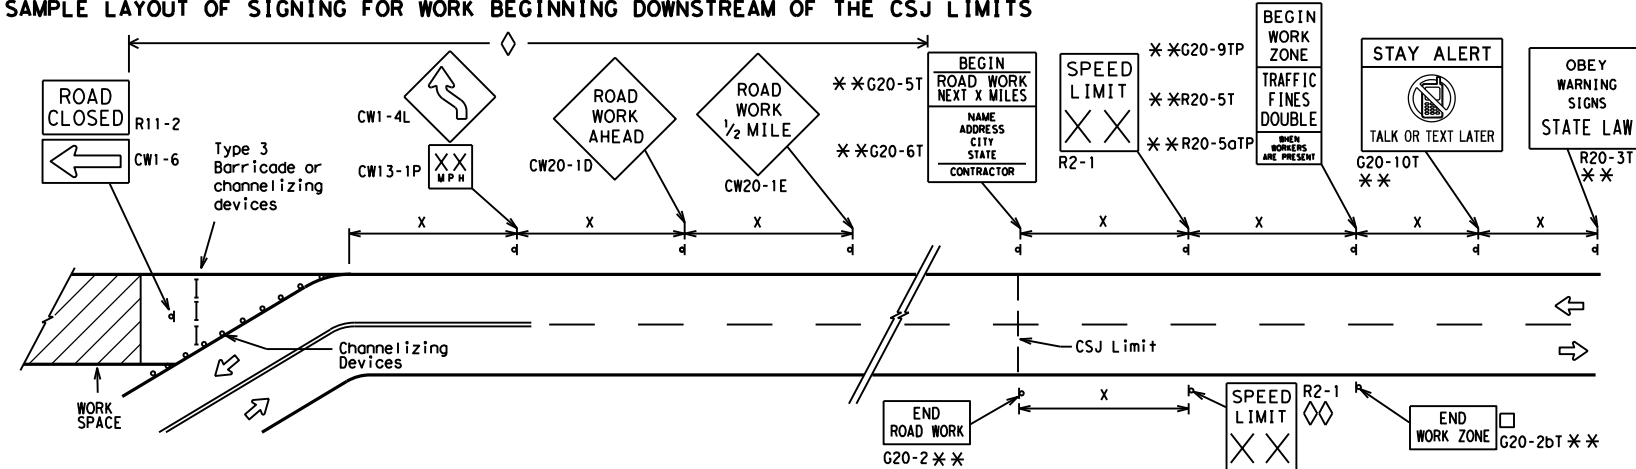 SAMPLE LAYOUT OF SIGNING FOR WORK BEGINNING DOWNSTREAM OF THE CSJ LIMITS
ROAD
CLOSED
R11-2
CW1-6
Type 3
Barricade or
channelizing
devices
CW1-4L
CW13-1P
XX
MPH
ROAD
WORK
AHEAD
CW20-1D
ROAD
WORK
1/2 MILE
CW20-1E
**G20-5T
**G20-6T
BEGIN
ROAD WORK
NEXT X MILES
NAME
ADDRESS
CITY
STATE
CONTRACTOR
SPEED
LIMIT
XX
R2-1
**G20-9TP
**R20-5T
**R20-5aTP
BEGIN
WORK
ZONE
TRAFFIC
FINES
DOUBLE
WHEN
WORKERS
ARE PRESENT
STAY ALERT
TALK OR TEXT LATER
G20-10T
**
OBEY
WARNING
SIGNS
STATE LAW
R20-3T
**
X
X
X
X
X
X
X
Channelizing
Devices
CSJ Limit
WORK
SPACE
END
ROAD WORK
G20-2 **
X
SPEED
LIMIT
XX
R2-1
END
WORK ZONE
G20-2bT **